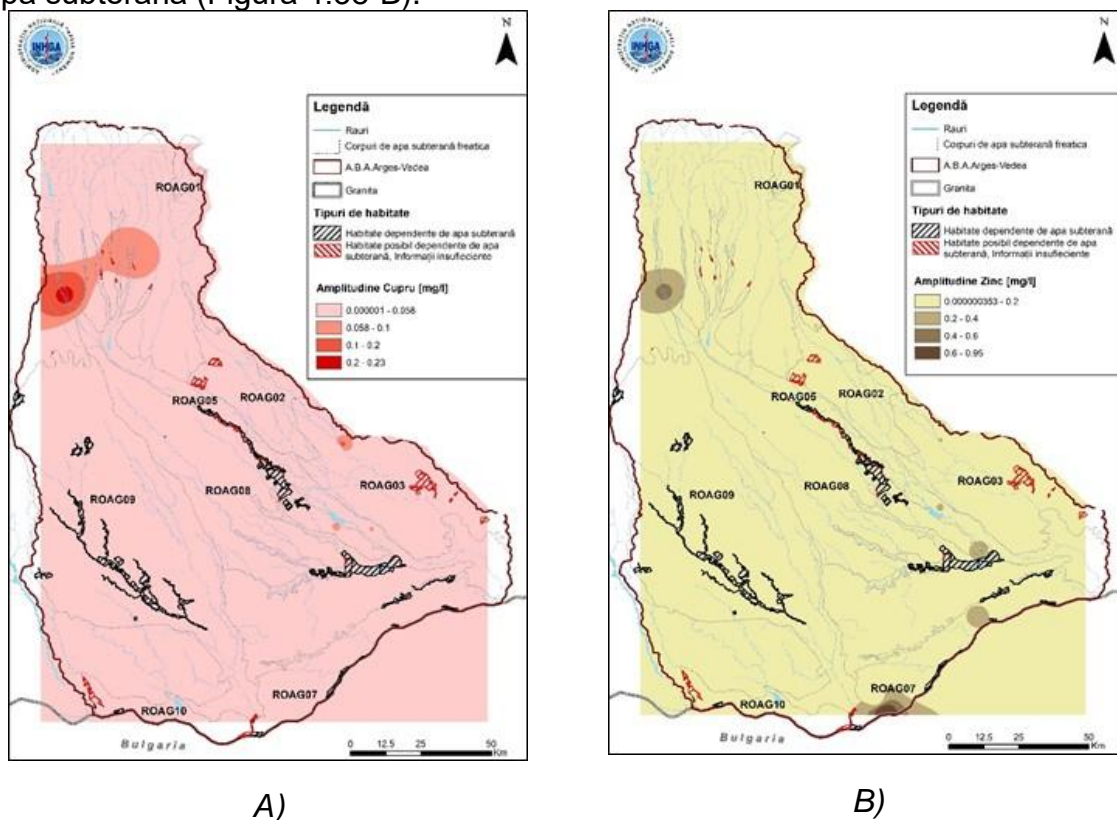 pa subterană (Figura 4.
N
INHGA
Legendă
Rauri
Corpuri de apa subterană freatica
A.B.A.Arges-Vedea
Granita
Tipuri de habitate
Habitate dependente de apa subterană
Habitate posibil dependente de apa
subterană, Informații insuficiente
Amplitudine Cupru [mg/l]
0.000001 - 0.058
0.058 - 0.1
0.1 - 0.2
0.2 - 0.23
ROAG01
ROAG05
ROAG02
ROAG03
ROAG09
ROAG08
ROAG07
ROAG10
Bulgaria
0 12.5 25 50
Km
A)
N
INHGA
Legendă
Rauri
Corpuri de apa subterană freatica
A.B.A.Arges-Vedea
Granita
Tipuri de habitate
Habitate dependente de apa subterană
Habitate posibil dependente de apa
subterană, Informații insuficiente
Amplitudine Zinc [mg/l]
0.000000353 - 0.2
0.2 - 0.4
0.4 - 0.6
0.6 - 0.95
ROAG01
ROAG05
ROAG02
ROAG03
ROAG09
ROAG08
ROAG07
ROAG10
Bulgaria
0 12.5 25 50
Km
B)